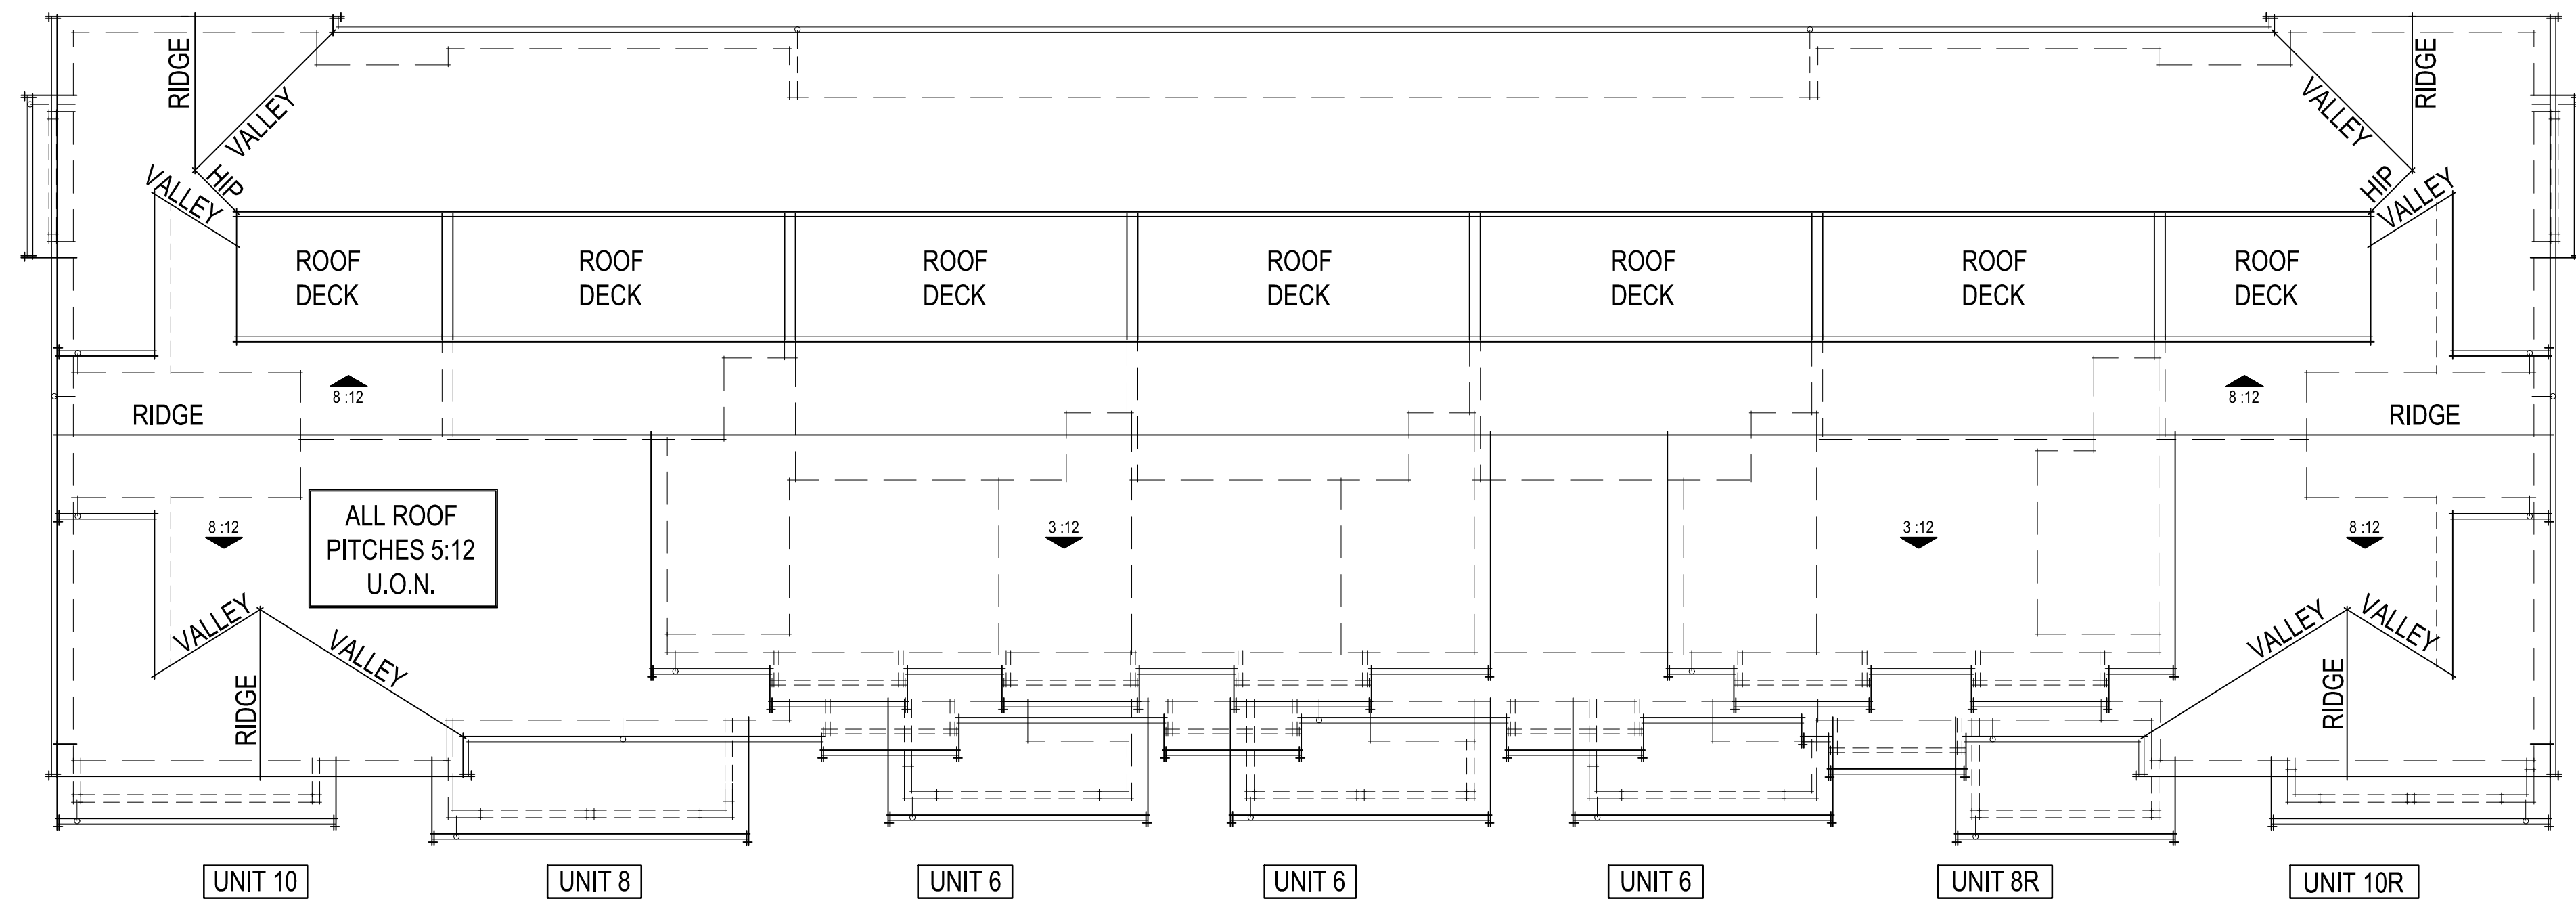 RIDGE
VALLEY
HIP
VALLEY
VALLEY
RIDGE
HIP
VALLEY
ROOF
DECK
ROOF
DECK
ROOF
DECK
ROOF
DECK
ROOF
DECK
ROOF
DECK
ROOF
DECK
8 :12
8 :12
RIDGE
RIDGE
ALL ROOF
PITCHES 5:12
U.O.N.
8 :12
3 :12
3 :12
8 :12
VALLEY
VALLEY
RIDGE
VALLEY
VALLEY
RIDGE
UNIT 10
UNIT 8
UNIT 6
UNIT 6
UNIT 6
UNIT 8R
UNIT 10R